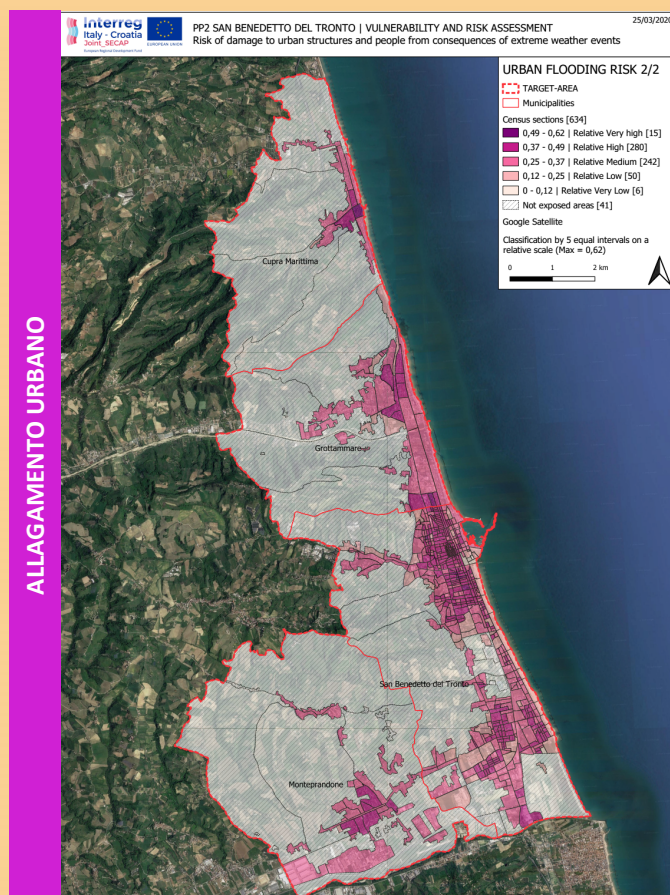 25/03/2020
Interreg
Italy - Croatia
Joint_SECAP
European Regional Development Fund
EUROPEAN UNION
PP2 SAN BENEDETTO DEL TRONTO | VULNERABILITY AND RISK ASSESSMENT
Risk of damage to urban structures and people from consequences of extreme weather events
ALLAGAMENTO URBANO
URBAN FLOODING RISK 2/2
TARGET-AREA
Municipalities
Census sections [634]
0,49 - 0,62 | Relative Very high [15]
0,37 - 0,49 | Relative High [280]
0,25 - 0,37 | Relative Medium [242]
0,12 - 0,25 | Relative Low [50]
0 - 0,12 | Relative Very Low [6]
Not exposed areas [41]
Google Satellite
Classification by 5 equal intervals on a
relative scale (Max = 0,62)
0 1 2 km
Cupra Marittima
Grottammare
San Benedetto del Tronto
Monteprandone